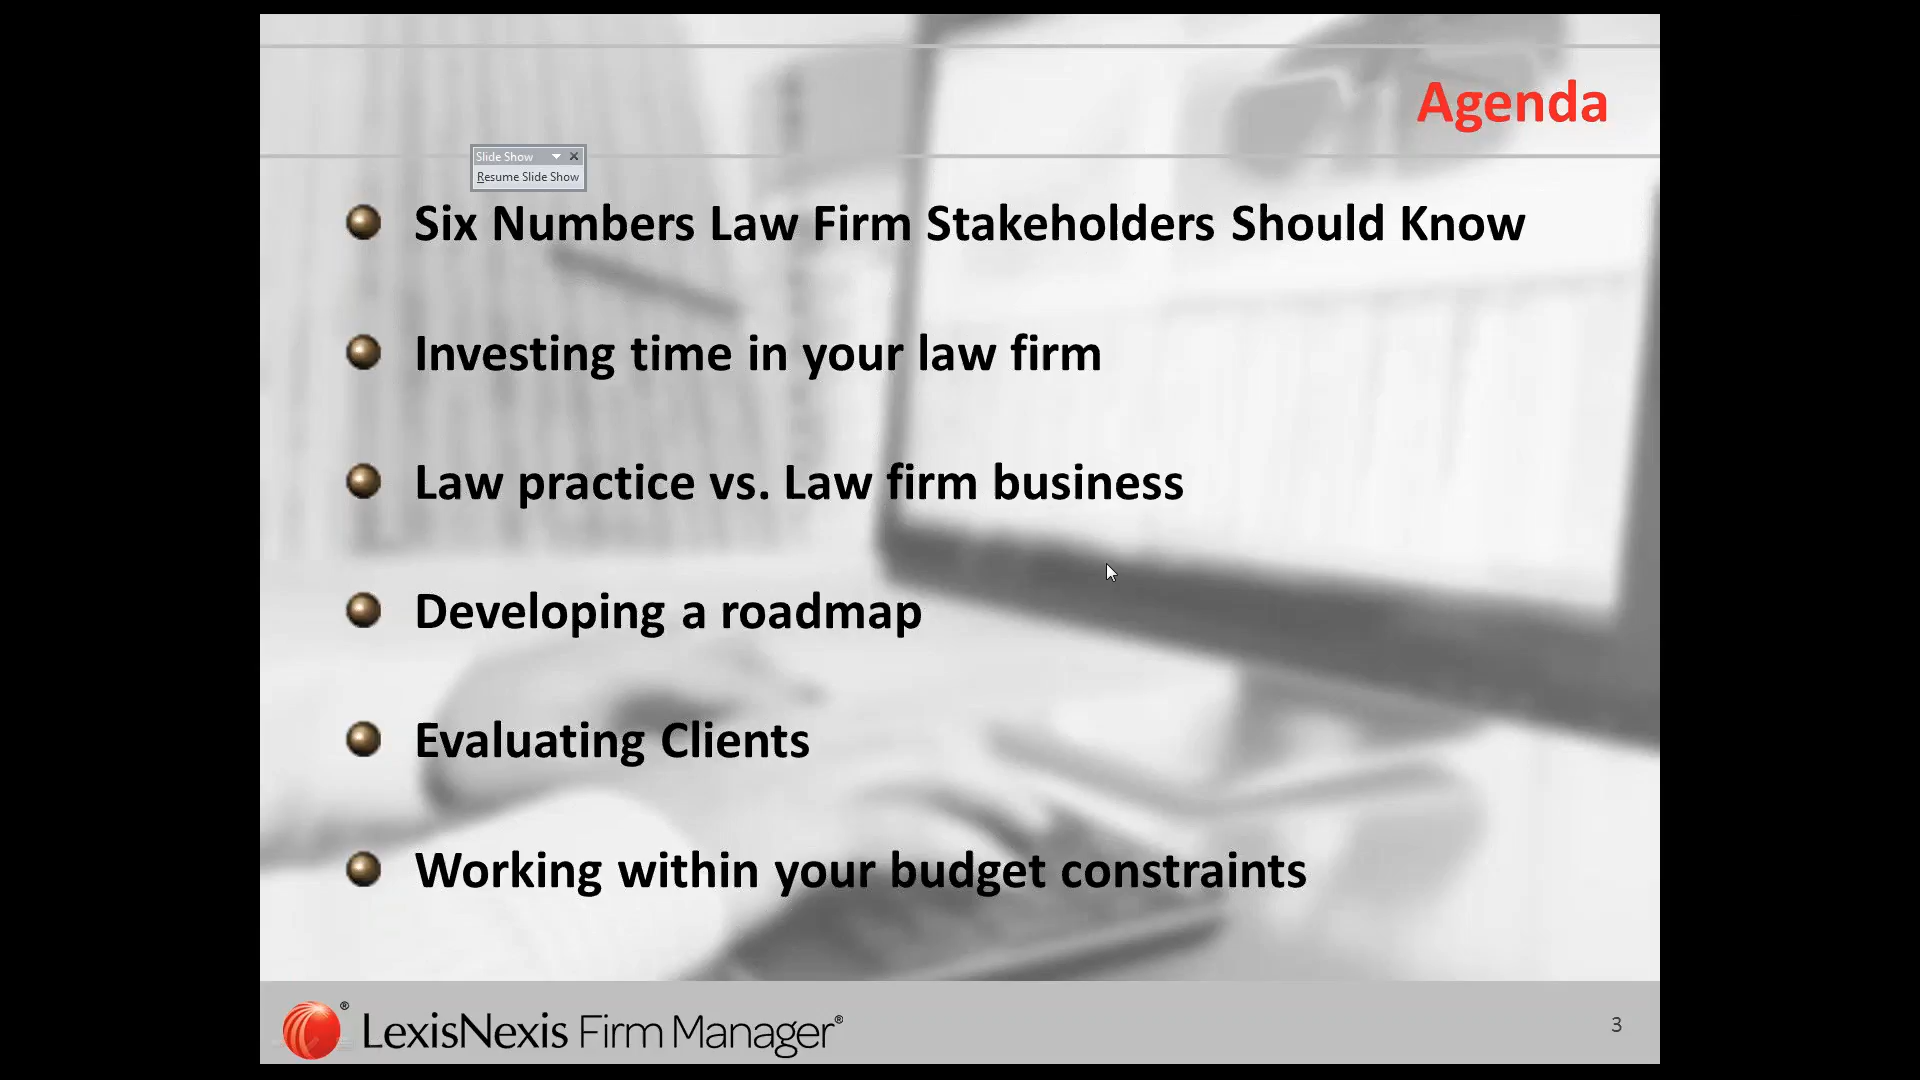 Agenda
Slide Show
Resume Slide Show
Six Numbers Law Firm Stakeholders Should Know
Investing time in your law firm
Law practice vs. Law firm business
Developing a roadmap
Evaluating Clients
Working within your budget constraints
® LexisNexis Firm Manager®
3